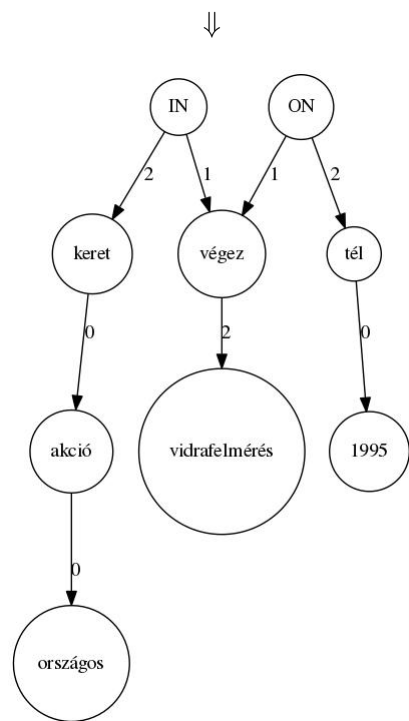 ⇓
IN ON
2 1 1 2
keret végez tél
0 2 0
akció vidrafelmérés 1995
0
országos